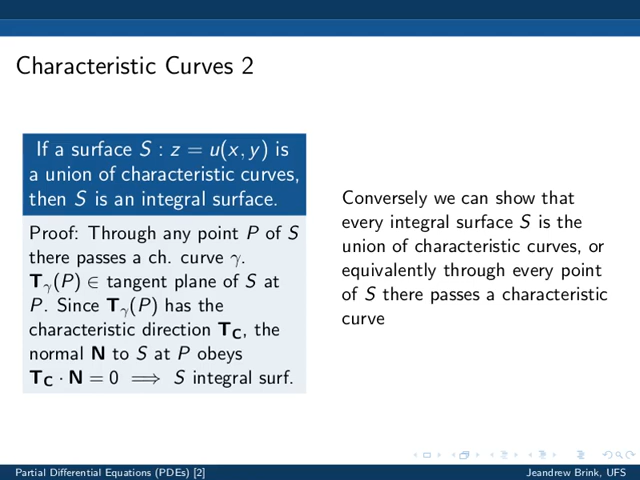 Characteristic Curves 2
If a surface S : z = u(x, y) is
a union of characteristic curves,
then S is an integral surface.
Proof: Through any point P of S
there passes a ch. curve γ.
T_γ(P) ∈ tangent plane of S at
P. Since T_γ(P) has the
characteristic direction T_C, the
normal N to S at P obeys
T_C · N = 0 ⟹ S integral surf.
Conversely we can show that
every integral surface S is the
union of characteristic curves, or
equivalently through every point
of S there passes a characteristic
curve
Partial Differential Equations (PDEs) [2]
Jeandrew Brink, UFS